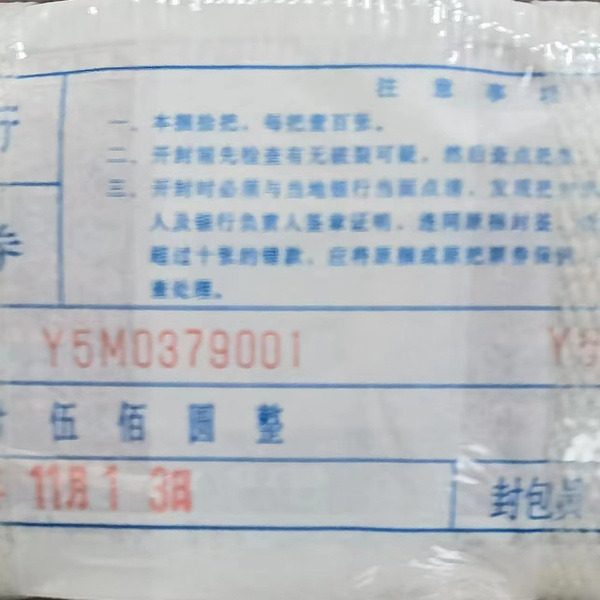 注意事项
行
一、本捆拾把，每把壹百张。
二、开封前先检查有无破裂可疑，然后查点把
三、开封时必须与当地银行当面点清，发现把
券
人及银行负责人签章证明，连同原捆封签、
超过十张的错款，应将原捆或原把票券保
查处理。
Y5M0379001 Y5
伍佰圆整
11月13日
封包员